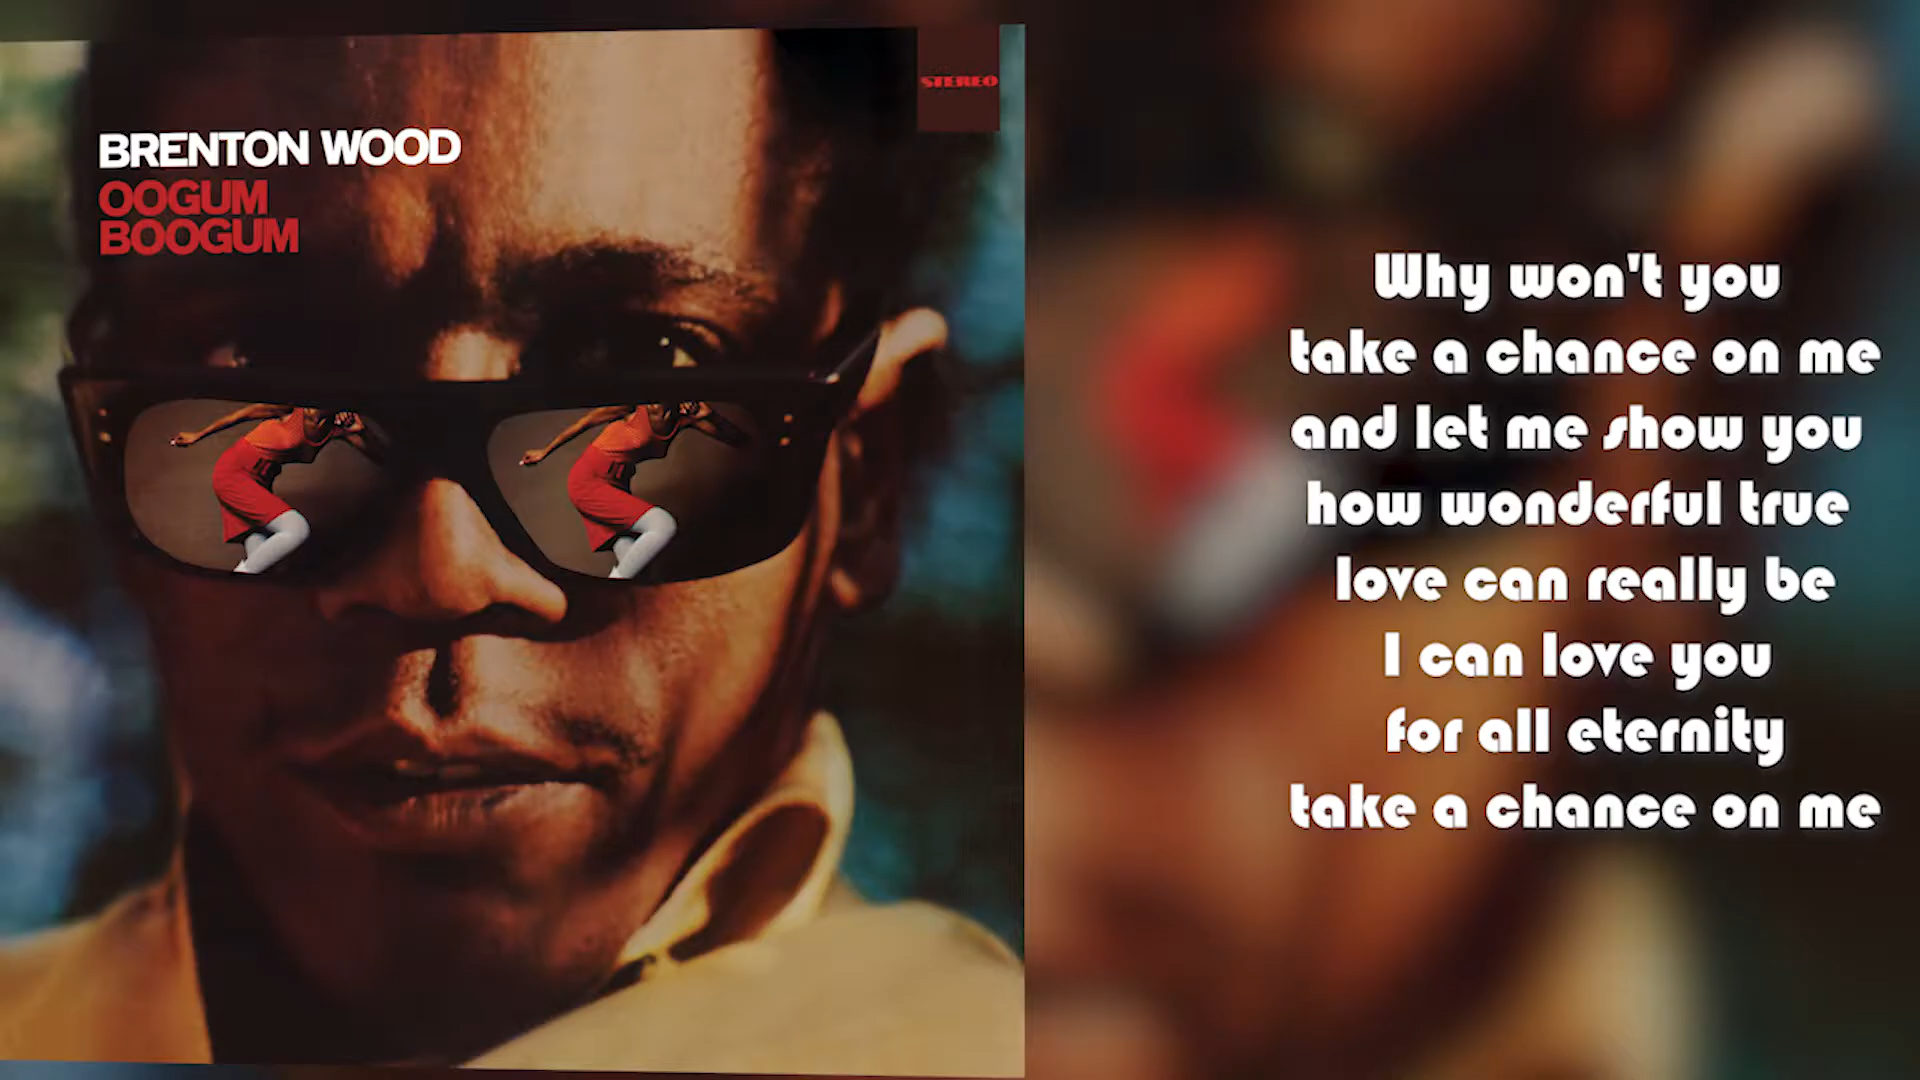 BRENTON WOOD
OOGUM
BOOGUM
STEREO
Why won't you
take a chance on me
and let me show you
how wonderful true
love can really be
I can love you
for all eternity
take a chance on me